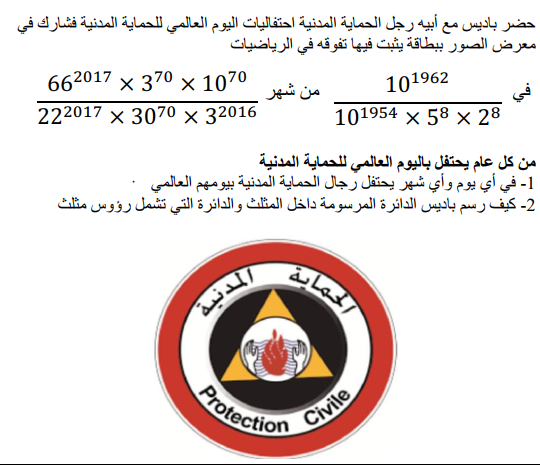 حضر باديس مع أبيه رجل الحماية المدنية احتفاليات اليوم العالمي للحماية المدنية فشارك في
معرض الصور ببطاقة يثبت فيها تفوقه في الرياضيات
في 10^1962 / (10^1954 × 5^8 × 2^8) من شهر (66^2017 × 3^70 × 10^70) / (22^2017 × 30^70 × 3^2016)
من كل عام يحتفل باليوم العالمي للحماية المدنية
1- في أي يوم وأي شهر يحتفل رجال الحماية المدنية بيومهم العالمي
2- كيف رسم باديس الدائرة المرسومة داخل المثلث والدائرة التي تشمل رؤوس مثلث
الحماية المدنية
Protection Civile